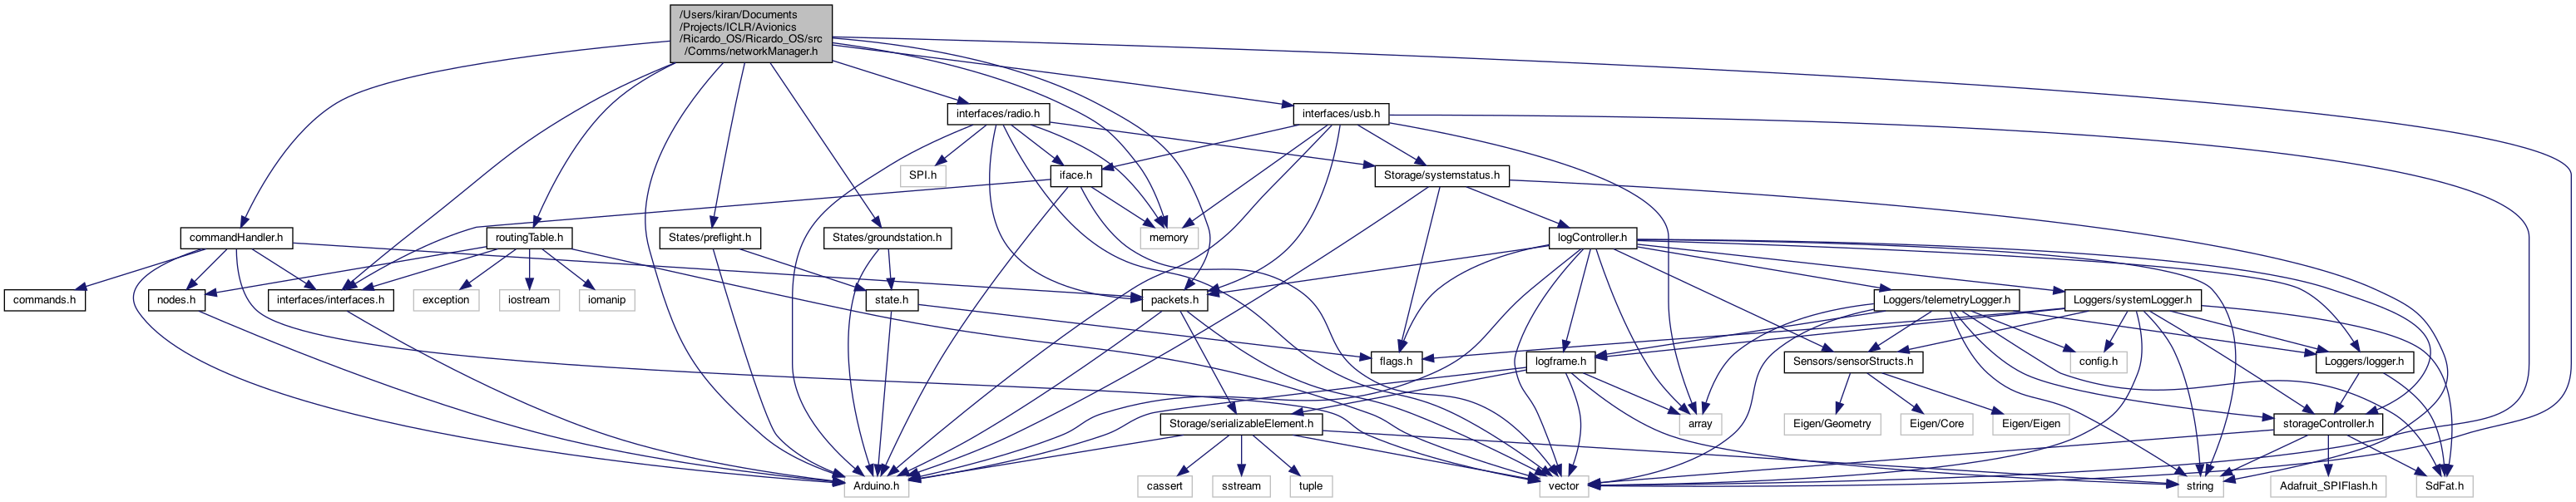 /Users/kiran/Documents
/Projects/ICLR/Avionics
/Ricardo_OS/Ricardo_OS/src
/Comms/networkManager.h
interfaces/radio.h
interfaces/usb.h
SPI.h
iface.h
Storage/systemstatus.h
commandHandler.h
routingTable.h
States/preflight.h
States/groundstation.h
memory
logController.h
commands.h
nodes.h
interfaces/interfaces.h
exception
iostream
iomanip
state.h
packets.h
Loggers/telemetryLogger.h
Loggers/systemLogger.h
flags.h
logframe.h
Sensors/sensorStructs.h
config.h
Loggers/logger.h
Storage/serializableElement.h
array
Eigen/Geometry
Eigen/Core
Eigen/Eigen
storageController.h
Arduino.h
cassert
sstream
tuple
vector
string
Adafruit_SPIFlash.h
SdFat.h